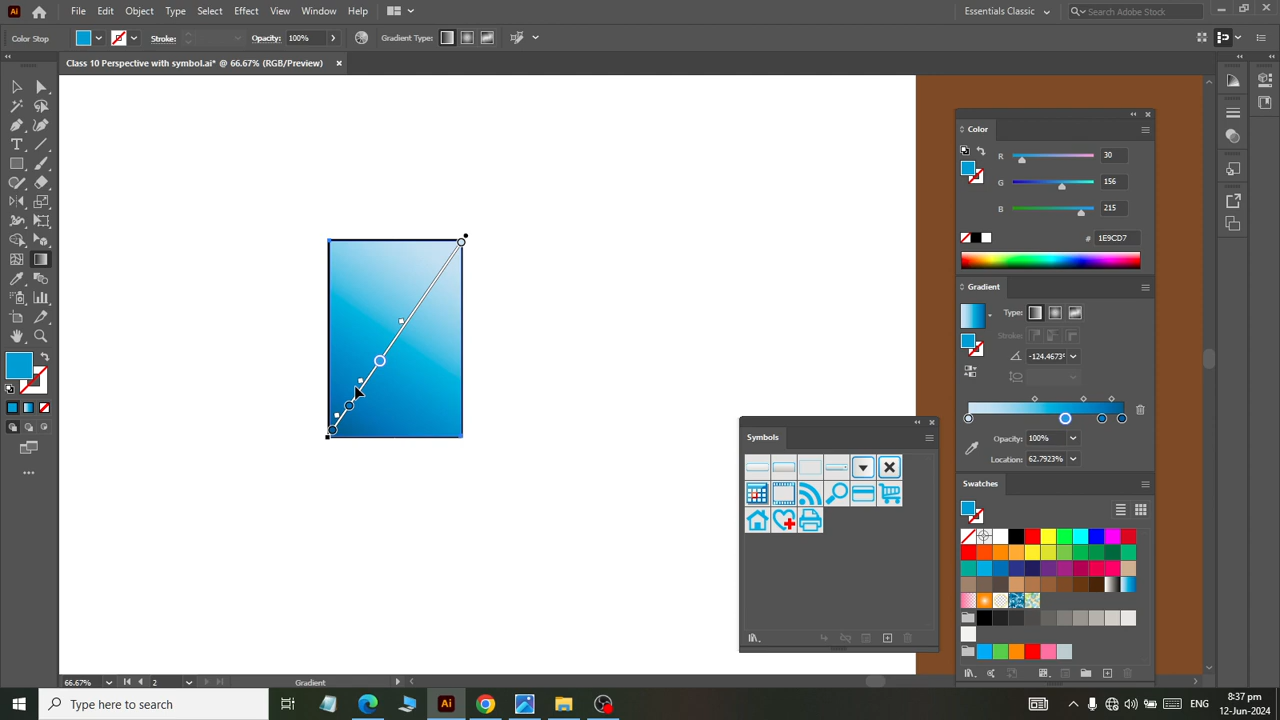 File Edit Object Type Select Effect View Window Help
Essentials Classic
Search Adobe Stock
Color Stop
Stroke:
Opacity: 100%
Gradient Type:
Class 10 Perspective with symbol.ai* @ 66.67% (RGB/Preview)
Color
R 30
G 156
B 215
# 1E9CD7
Gradient
Type:
Stroke:
-124.4673°
Opacity: 100%
Location: 62.7923%
Symbols
Swatches
66.67%
2
Gradient
Type here to search
ENG
8:37 pm
12-Jun-2024